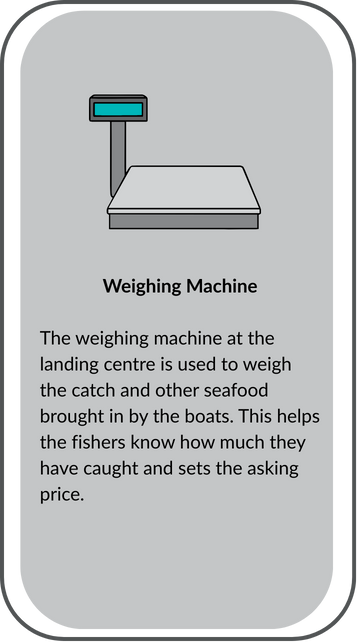 Weighing Machine
The weighing machine at the
landing centre is used to weigh
the catch and other seafood
brought in by the boats. This helps
the fishers know how much they
have caught and sets the asking
price.